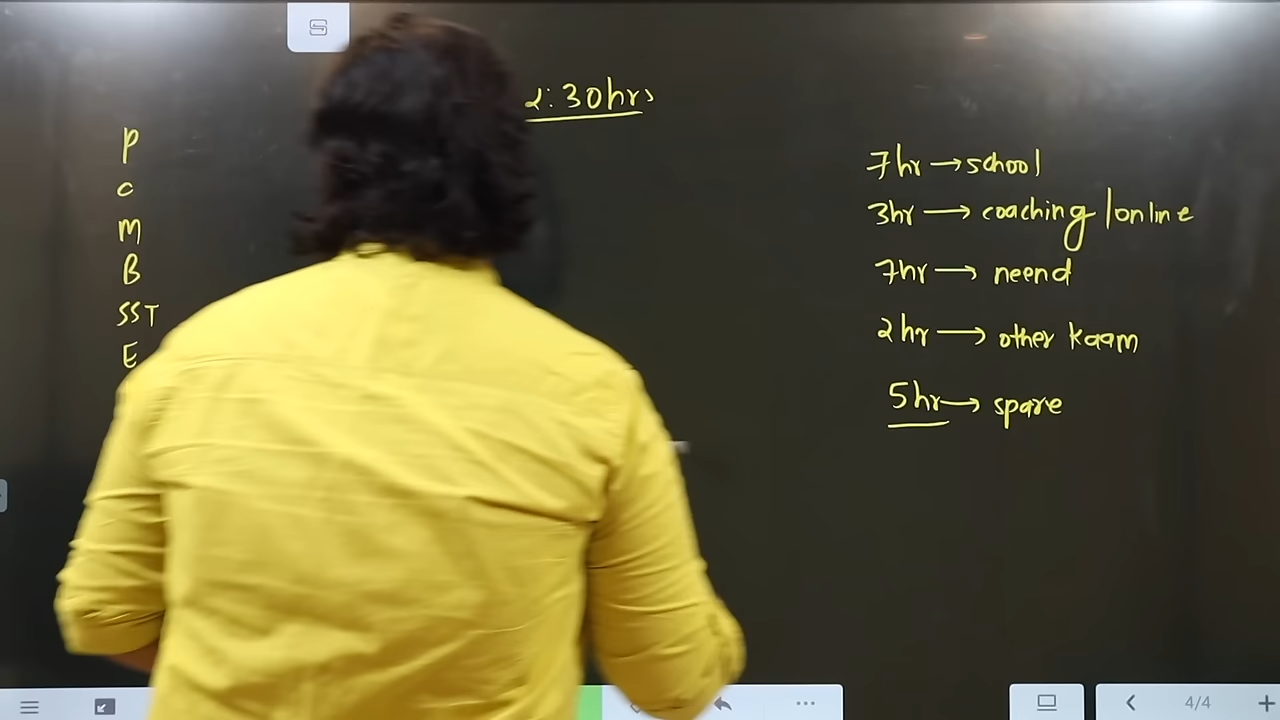 2:30hrs
P
C
M
B
SST
E
7hr → school
3hr → coaching / online
7hr → neend
2hr → other kaam
5hr → spare
4/4